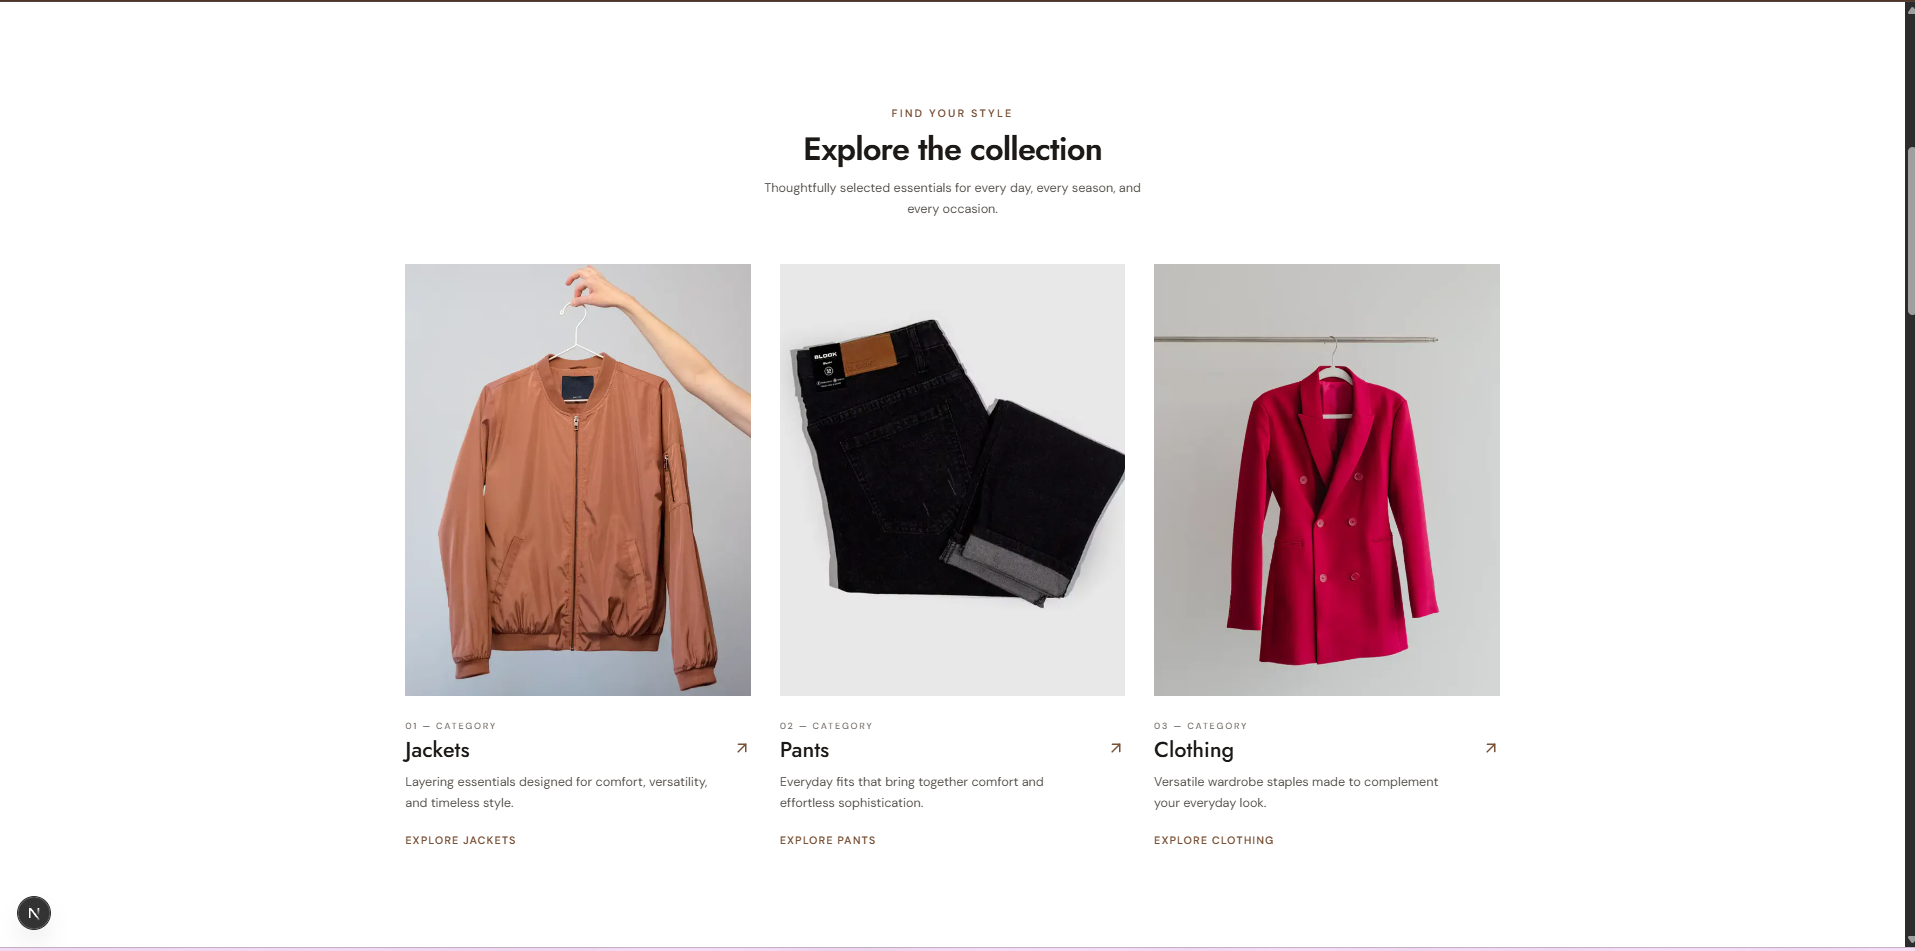 FIND YOUR STYLE
Explore the collection
Thoughtfully selected essentials for every day, every season, and
every occasion.
BLOOK
01 — CATEGORY
Jackets
Layering essentials designed for comfort, versatility,
and timeless style.
EXPLORE JACKETS
02 — CATEGORY
Pants
Everyday fits that bring together comfort and
effortless sophistication.
EXPLORE PANTS
03 — CATEGORY
Clothing
Versatile wardrobe staples made to complement
your everyday look.
EXPLORE CLOTHING
N